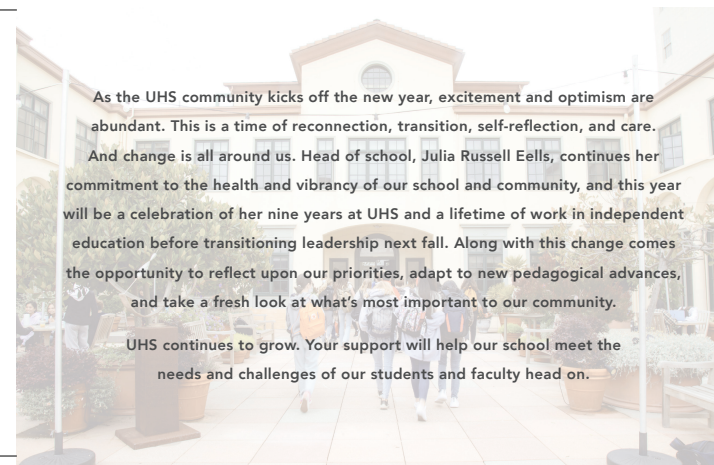 As the UHS community kicks off the new year, excitement and optimism are
abundant. This is a time of reconnection, transition, self-reflection, and care.
And change is all around us. Head of school, Julia Russell Eells, continues her
commitment to the health and vibrancy of our school and community, and this year
will be a celebration of her nine years at UHS and a lifetime of work in independent
education before transitioning leadership next fall. Along with this change comes
the opportunity to reflect upon our priorities, adapt to new pedagogical advances,
and take a fresh look at what’s most important to our community.
UHS continues to grow. Your support will help our school meet the
needs and challenges of our students and faculty head on.